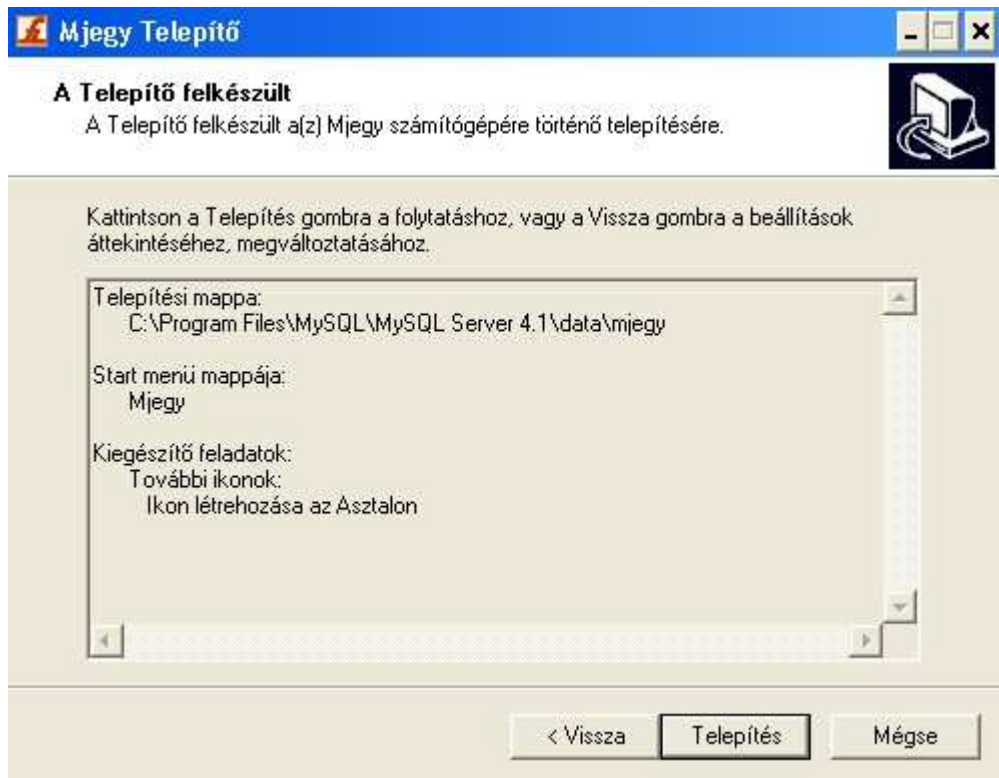 Mjegy Telepítő
A Telepítő felkészült
A Telepítő felkészült a(z) Mjegy számítógépére történő telepítésére.
Kattintson a Telepítés gombra a folytatáshoz, vagy a Vissza gombra a beállítások
áttekintéséhez, megváltoztatásához.
Telepítési mappa:
C:\Program Files\MySQL\MySQL Server 4.1\data\mjegy
Start menü mappája:
Mjegy
Kiegészítő feladatok:
További ikonok:
Ikon létrehozása az Asztalon
< Vissza
Telepítés
Mégse